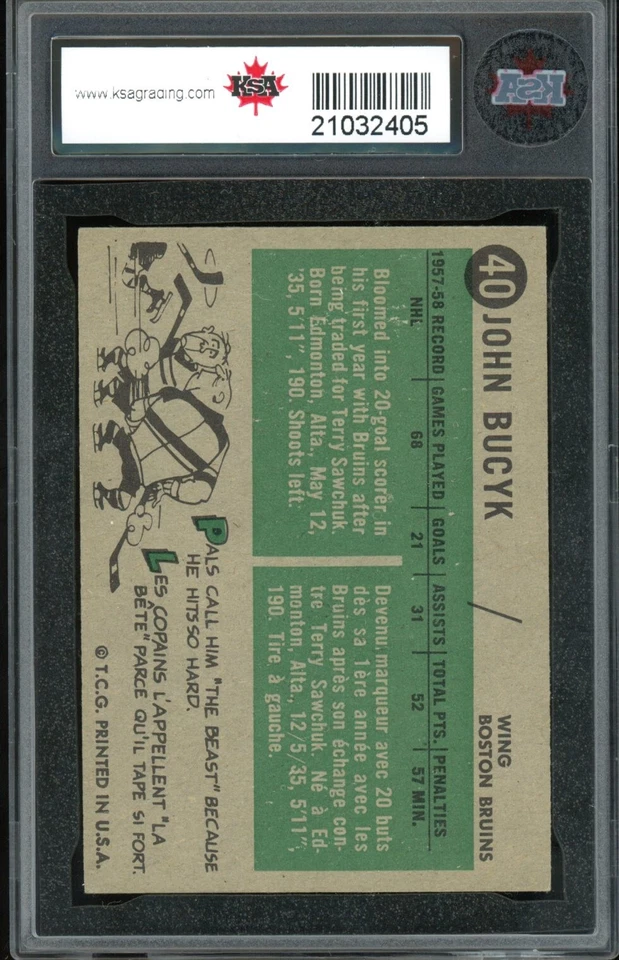 www.ksagrading.com
KSA
21032405
KSA
40 JOHN BUCYK
WING
BOSTON BRUINS
1957-58 RECORD GAMES PLAYED GOALS ASSISTS TOTAL PTS. PENALTIES
NHL 68 21 31 52 57 MIN.
Bloomed into 20-goal scorer in
his first year with Bruins after
being traded for Terry Sawchuk.
Born Edmonton, Alta., May 12,
'35, 5'11", 190. Shoots left.
Devenu marqueur avec 20 buts
dès sa 1ère année avec les
Bruins après son échange con-
tre Terry Sawchuk. Né à Ed-
monton, Alta., 12/5/35, 5'11",
190. Tire à gauche.
PALS CALL HIM "THE BEAST" BECAUSE
HE HITS SO HARD.
LES COPAINS L'APPELLENT "LA
BÊTE" PARCE QU'IL TAPE SI FORT.
© T.C.G. PRINTED IN U.S.A.